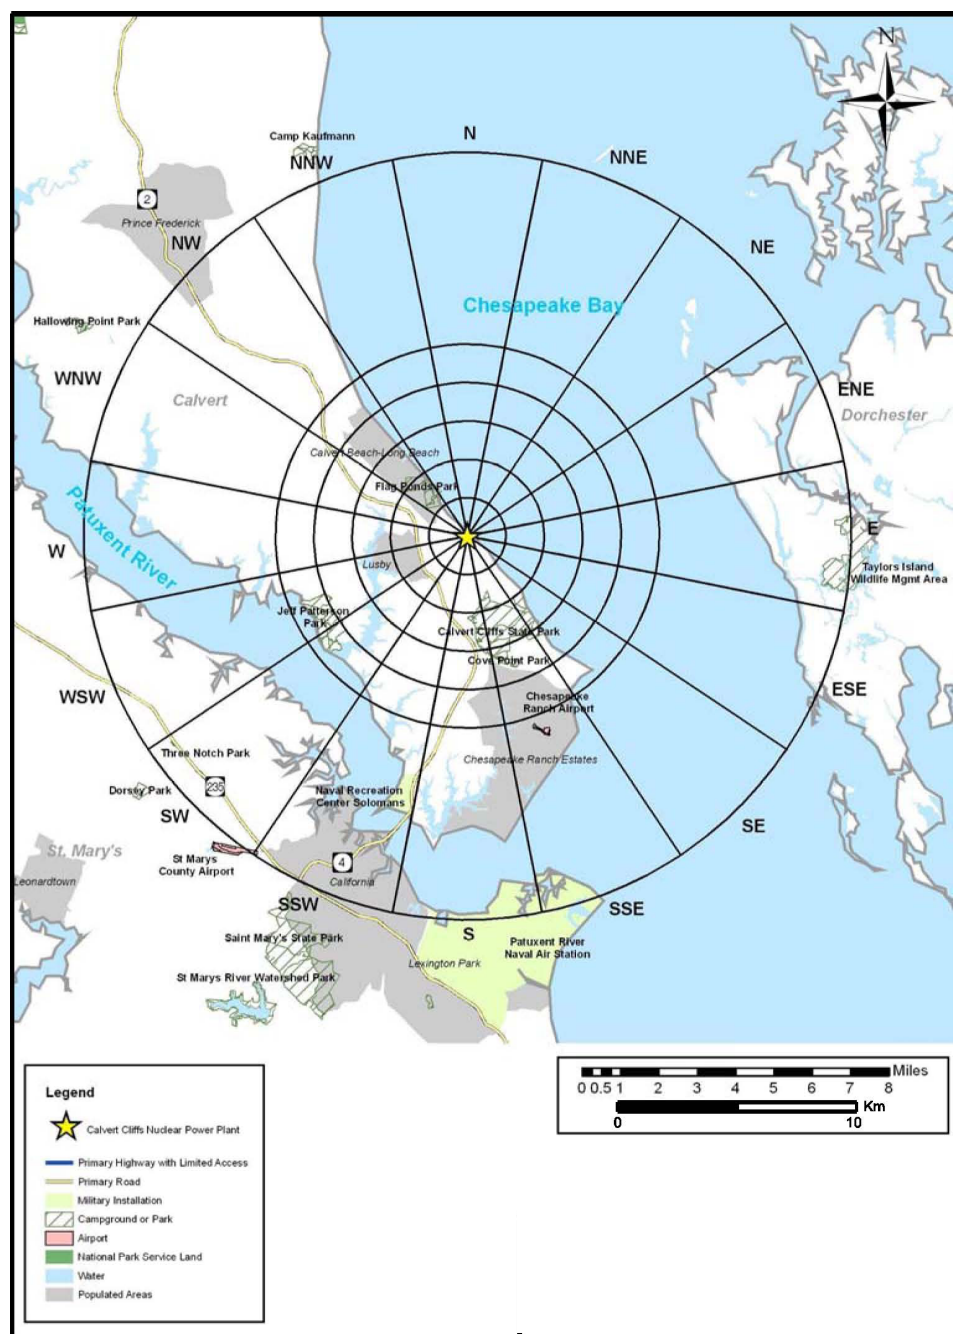 N
Camp Kaufmann
N
NNW
NNE
2
Prince Frederick
NW
NE
Chesapeake Bay
Hallowing Point Park
WNW
ENE
Calvert
Dorchester
Calvert Beach-Long Beach
Flag Ponds Park
Patuxent River
E
W
Lusby
Taylors Island
Wildlife Mgmt Area
Jeff Patterson
Park
Calvert Cliffs State Park
Cove Point Park
WSW
ESE
Chesapeake
Ranch Airport
Three Notch Park
Chesapeake Ranch Estates
235
Dorsey Park
Naval Recreation
Center Solomans
SW
SE
St. Mary's
St Marys
County Airport
4
Leonardtown
California
SSW
SSE
S
Saint Mary's State Park
Patuxent River
Naval Air Station
Lexington Park
St Marys River Watershed Park
Legend
Calvert Cliffs Nuclear Power Plant
Primary Highway with Limited Access
Primary Road
Military Installation
Campground or Park
Airport
National Park Service Land
Water
Populated Areas
Miles
0 0.5 1 2 3 4 5 6 7 8
Km
0 10